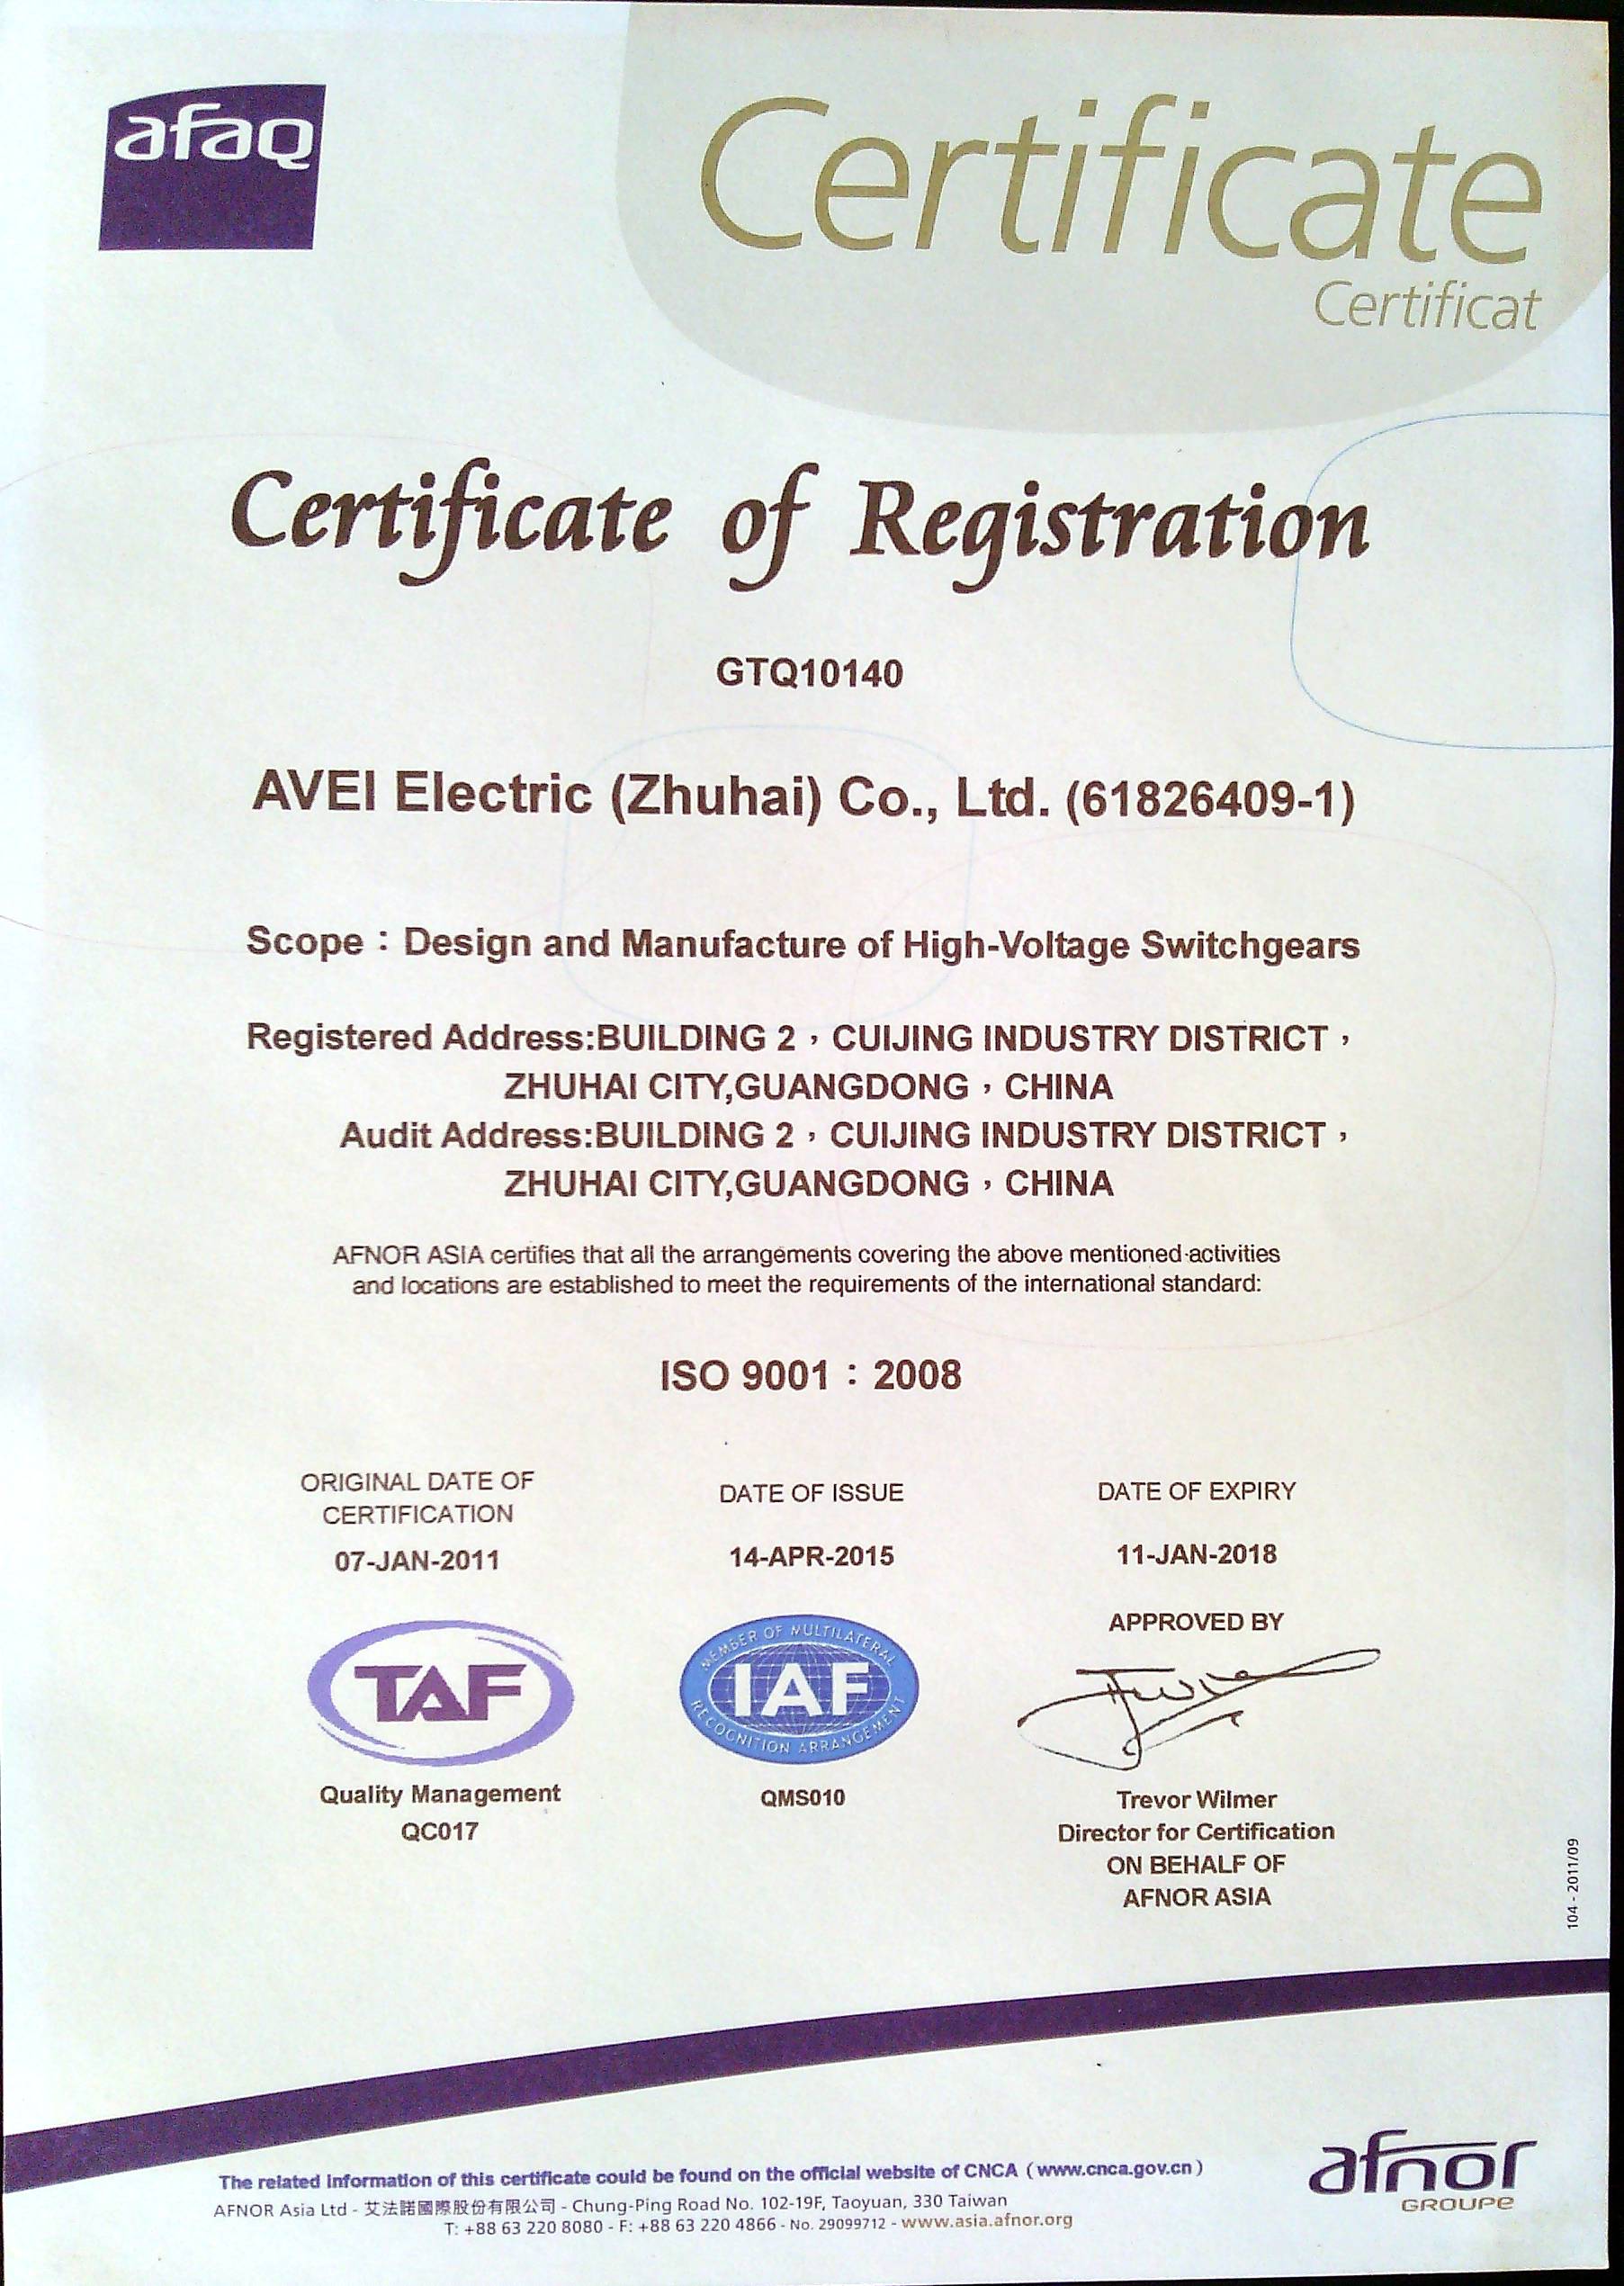 afaq
Certificate
Certificat
Certificate of Registration
GTQ10140
AVEI Electric (Zhuhai) Co., Ltd. (61826409-1)
Scope：Design and Manufacture of High-Voltage Switchgears
Registered Address:BUILDING 2，CUIJING INDUSTRY DISTRICT，
ZHUHAI CITY,GUANGDONG，CHINA
Audit Address:BUILDING 2，CUIJING INDUSTRY DISTRICT，
ZHUHAI CITY,GUANGDONG，CHINA
AFNOR ASIA certifies that all the arrangements covering the above mentioned activities
and locations are established to meet the requirements of the international standard:
ISO 9001：2008
ORIGINAL DATE OF
CERTIFICATION
07-JAN-2011
DATE OF ISSUE
14-APR-2015
DATE OF EXPIRY
11-JAN-2018
APPROVED BY
TAF
Quality Management
QC017
MEMBER OF MULTILATERAL
IAF
RECOGNITION ARRANGEMENT
QMS010
Trevor Wilmer
Director for Certification
ON BEHALF OF
AFNOR ASIA
104 - 2011/09
The related information of this certificate could be found on the official website of CNCA（www.cnca.gov.cn）
AFNOR Asia Ltd - 艾法諾國際股份有限公司 - Chung-Ping Road No. 102-19F, Taoyuan, 330 Taiwan
T: +88 63 220 8080 - F: +88 63 220 4866 - No. 29099712 - www.asia.afnor.org
afnor
GROUPE